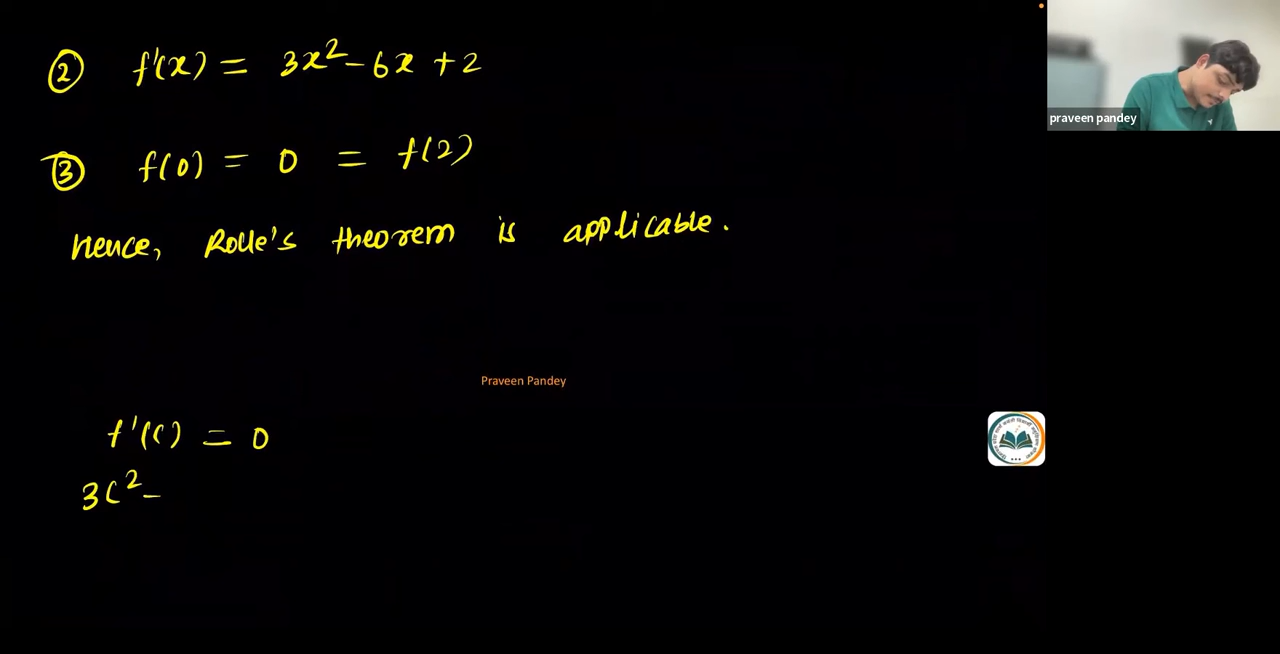 ② f'(x) = 3x² - 6x + 2
praveen pandey
③ f(0) = 0 = f(2)
Hence, Rolle's theorem is applicable.
Praveen Pandey
f'(c) = 0
3c² -